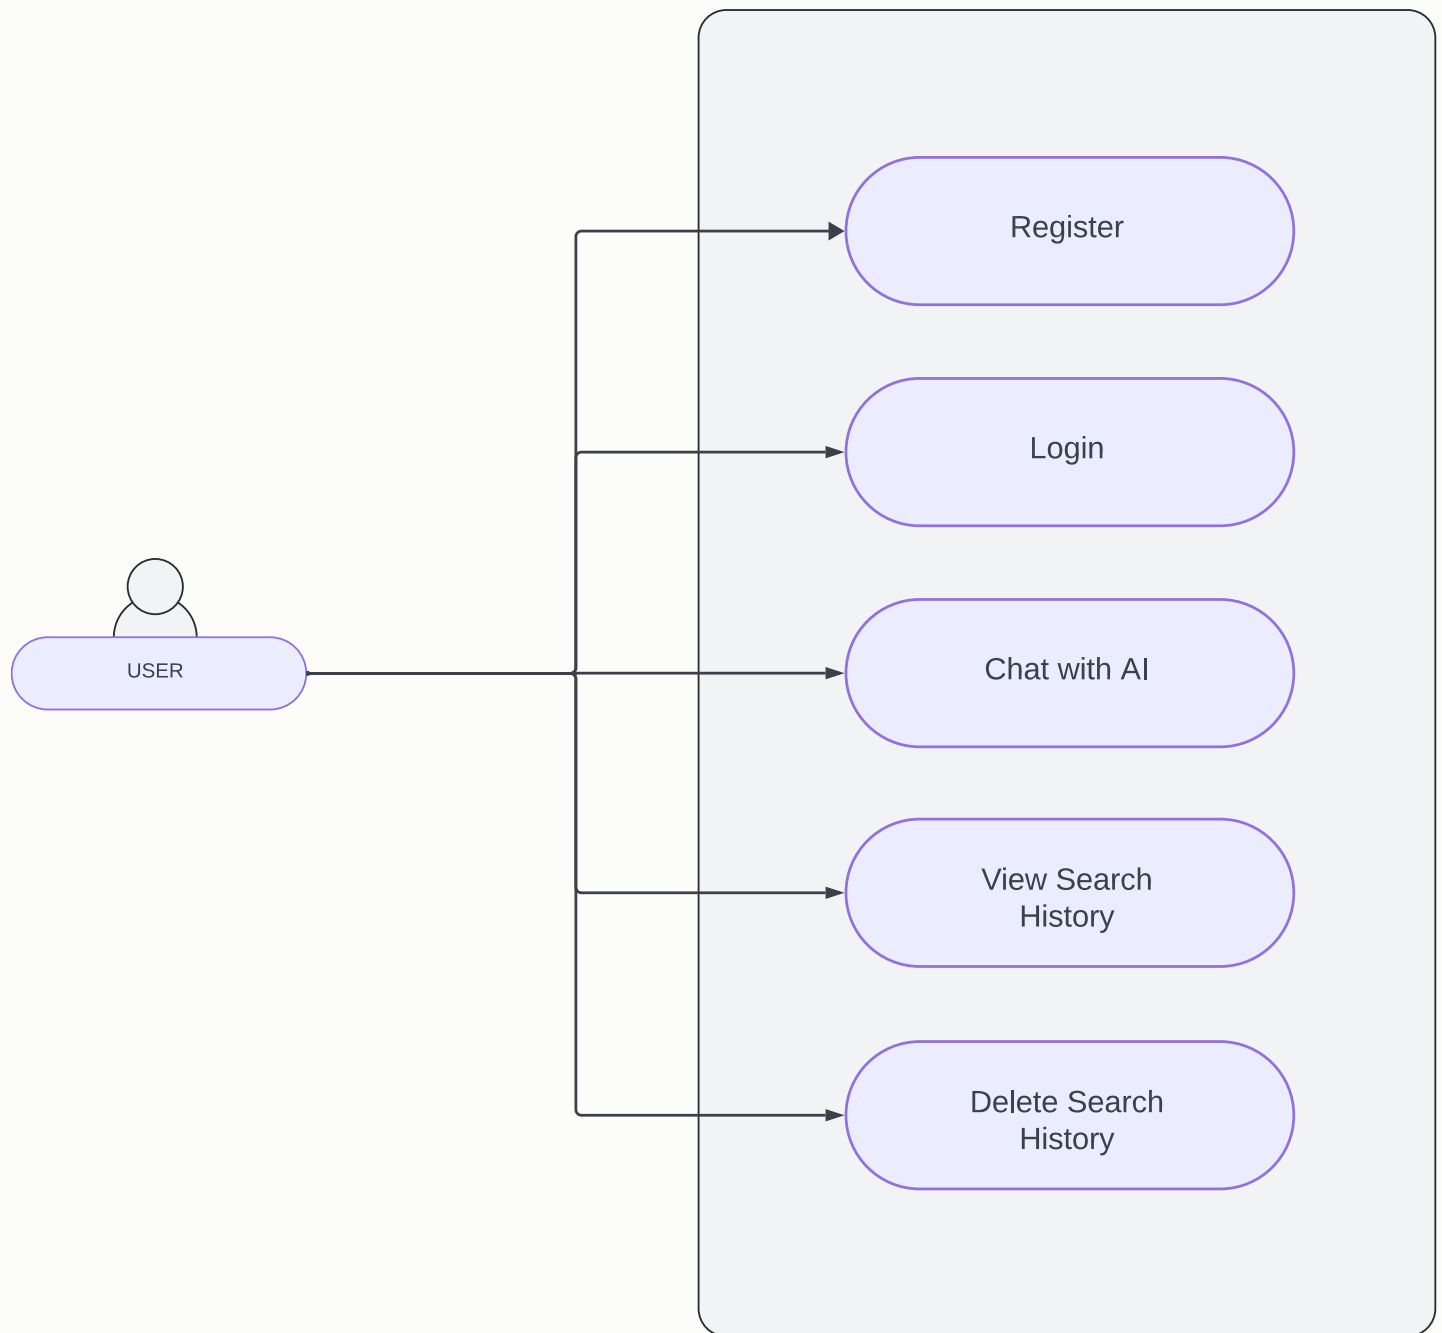 Register
Login
USER
Chat with AI
View Search
History
Delete Search
History